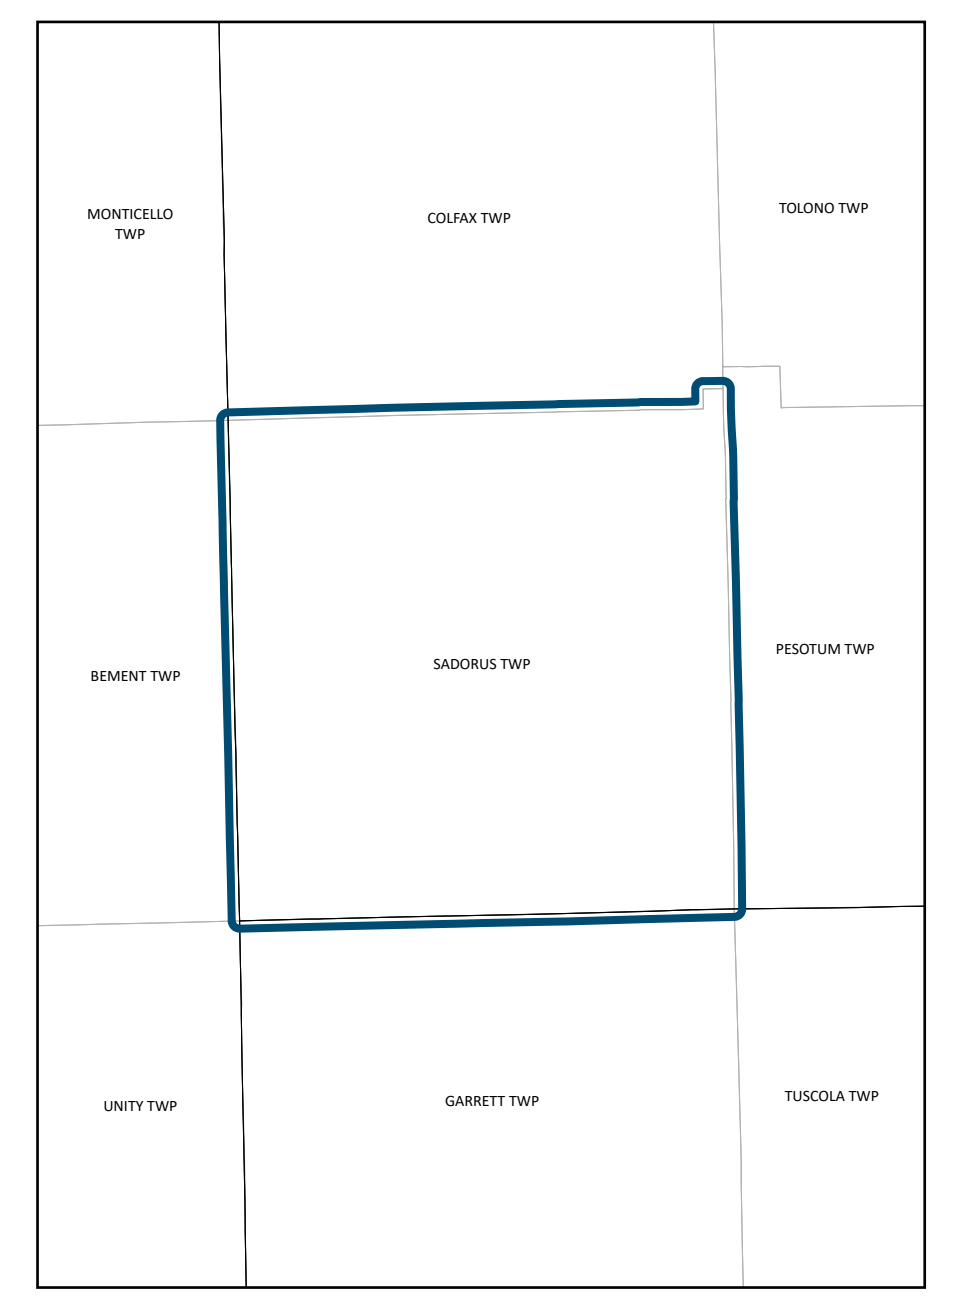 MONTICELLO
TWP
COLFAX TWP
TOLONO TWP
BEMENT TWP
SADORUS TWP
PESOTUM TWP
UNITY TWP
GARRETT TWP
TUSCOLA TWP